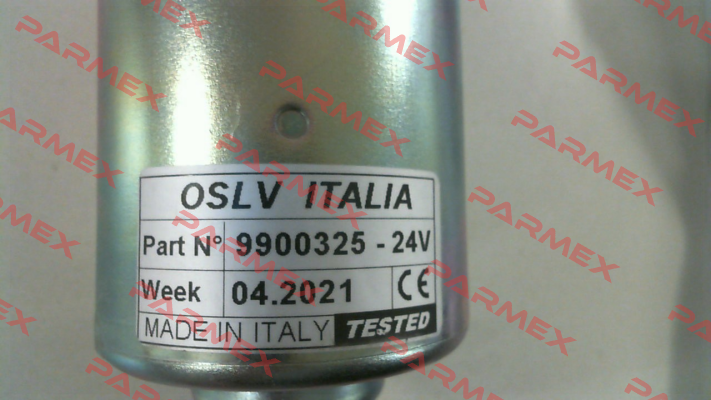 OSLV ITALIA
Part N° 9900325 - 24V
Week 04.2021 CE
MADE IN ITALY TESTED
PARMEX